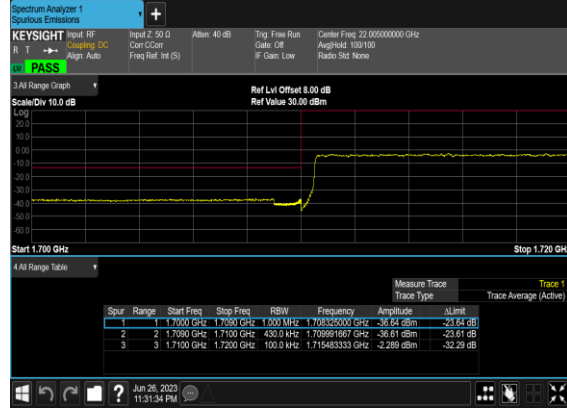 Spectrum Analyzer 1
Spurious Emissions
+
KEYSIGHT Input: RF Input Z: 50 Ω Atten: 40 dB Trig: Free Run Center Freq: 22.005000000 GHz
R T Coupling: DC Corr CCorr Gate: Off Avg|Hold: 100/100
Align: Auto Freq Ref: Int (S) IF Gain: Low Radio Std: None
LW PASS
3 All Range Graph
Ref Lvl Offset 8.00 dB
Scale/Div 10.0 dB Ref Value 30.00 dBm
Log
20.0
10.0
0.00
-10.0
-20.0
-30.0
-40.0
-50.0
-60.0
Start 1.700 GHz Stop 1.720 GHz
4 All Range Table
Measure Trace Trace 1
Trace Type Trace Average (Active)
Spur Range Start Freq Stop Freq RBW Frequency Amplitude ΔLimit
1 1 1.7000 GHz 1.7090 GHz 1.000 MHz 1.708325000 GHz -36.64 dBm -23.64 dB
2 2 1.7090 GHz 1.7100 GHz 430.0 kHz 1.709991667 GHz -36.61 dBm -23.61 dB
3 3 1.7100 GHz 1.7200 GHz 100.0 kHz 1.715483333 GHz -2.289 dBm -32.29 dB
? Jun 26, 2023
11:31:34 PM